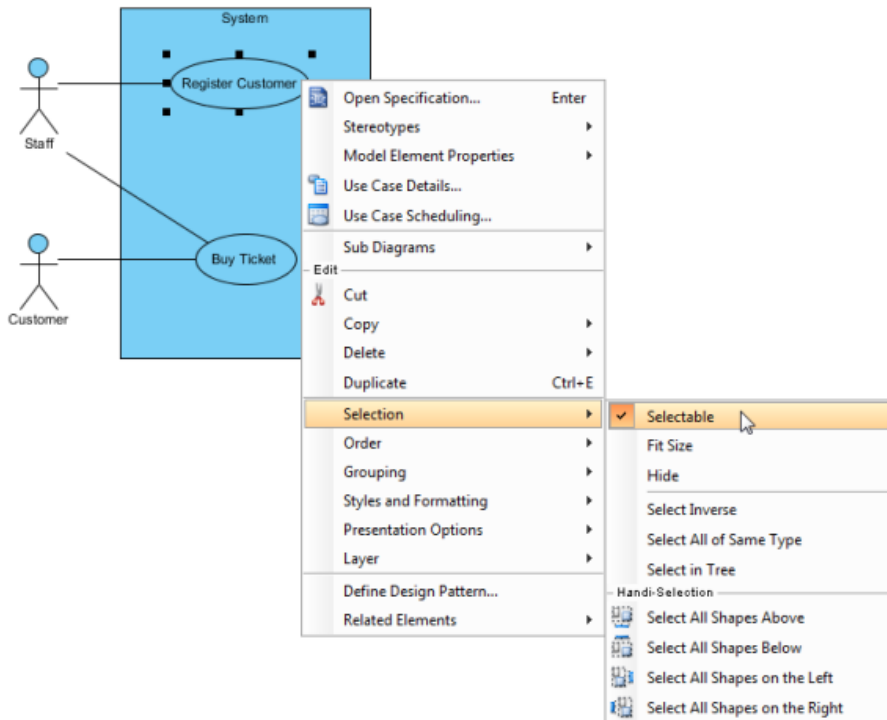 System
Register Customer
Staff
Buy Ticket
Customer
Open Specification... Enter
Stereotypes
Model Element Properties
Use Case Details...
Use Case Scheduling...
Sub Diagrams
Edit
Cut
Copy
Delete
Duplicate Ctrl+E
Selection
Order
Grouping
Styles and Formatting
Presentation Options
Layer
Define Design Pattern...
Related Elements
Selectable
Fit Size
Hide
Select Inverse
Select All of Same Type
Select in Tree
Handi-Selection
Select All Shapes Above
Select All Shapes Below
Select All Shapes on the Left
Select All Shapes on the Right